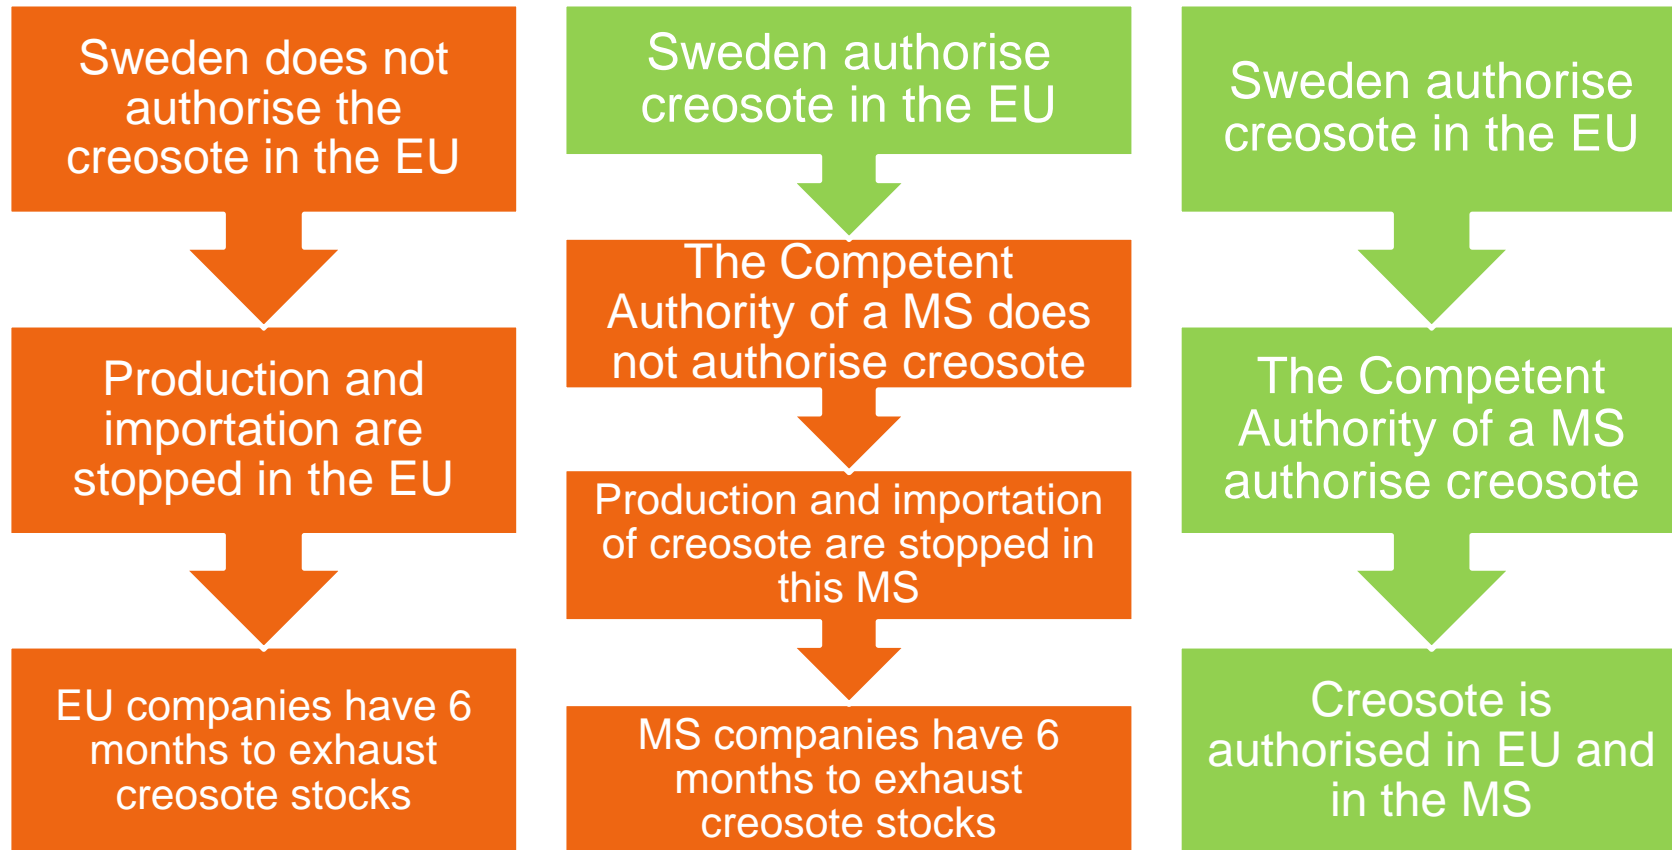 Sweden does not
authorise the
creosote in the EU
Production and
importation are
stopped in the EU
EU companies have 6
months to exhaust
creosote stocks
Sweden authorise
creosote in the EU
The Competent
Authority of a MS does
not authorise creosote
Production and importation
of creosote are stopped in
this MS
MS companies have 6
months to exhaust
creosote stocks
Sweden authorise
creosote in the EU
The Competent
Authority of a MS
authorise creosote
Creosote is
authorised in EU and
in the MS